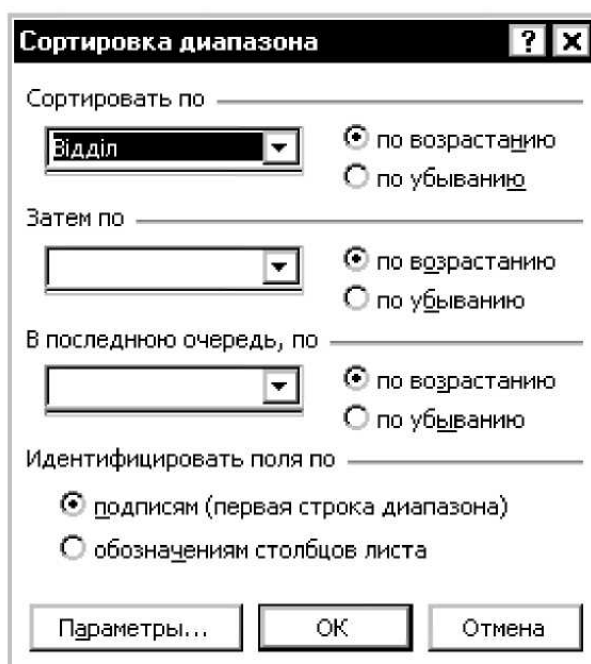 Сортировка диапазона ? X
Сортировать по
Відділ
по возрастанию
по убыванию
Затем по
по возрастанию
по убыванию
В последнюю очередь, по
по возрастанию
по убыванию
Идентифицировать поля по
подписям (первая строка диапазона)
обозначениям столбцов листа
Параметры... ОК Отмена